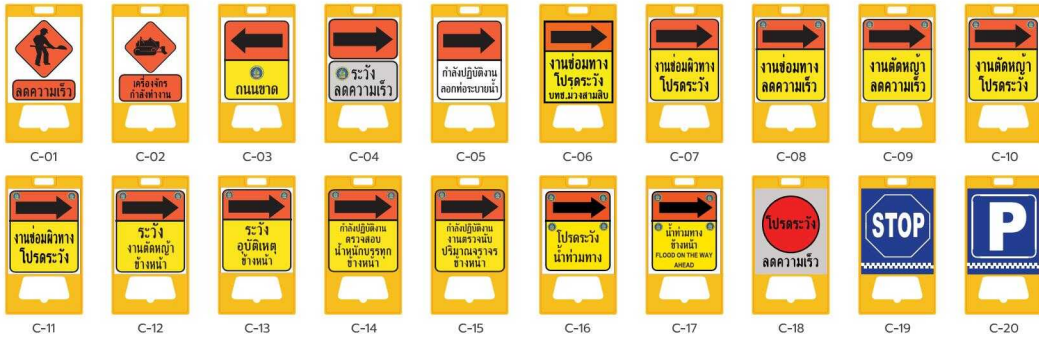 ลดความเร็ว
เครื่องจักร
กำลังทำงาน
ถนนขาด
ระวัง
ลดความเร็ว
กำลังปฏิบัติงาน
ลอกท่อระบายน้ำ
งานซ่อมทาง
โปรดระวัง
บทช.ม่วงสามสิบ
งานซ่อมผิวทาง
โปรดระวัง
งานซ่อมทาง
ลดความเร็ว
งานตัดหญ้า
ลดความเร็ว
งานตัดหญ้า
โปรดระวัง
C-01
C-02
C-03
C-04
C-05
C-06
C-07
C-08
C-09
C-10
งานซ่อมผิวทาง
โปรดระวัง
ระวัง
งานตัดหญ้า
ข้างหน้า
ระวัง
อุบัติเหตุ
ข้างหน้า
กำลังปฏิบัติงาน
ตรวจสอบ
น้ำหนักบรรทุก
ข้างหน้า
กำลังปฏิบัติงาน
งานตรวจนับ
ปริมาณจราจร
ข้างหน้า
โปรดระวัง
น้ำท่วมทาง
น้ำท่วมทาง
ข้างหน้า
FLOOD ON THE WAY
AHEAD
โปรดระวัง
ลดความเร็ว
STOP
P
C-11
C-12
C-13
C-14
C-15
C-16
C-17
C-18
C-19
C-20